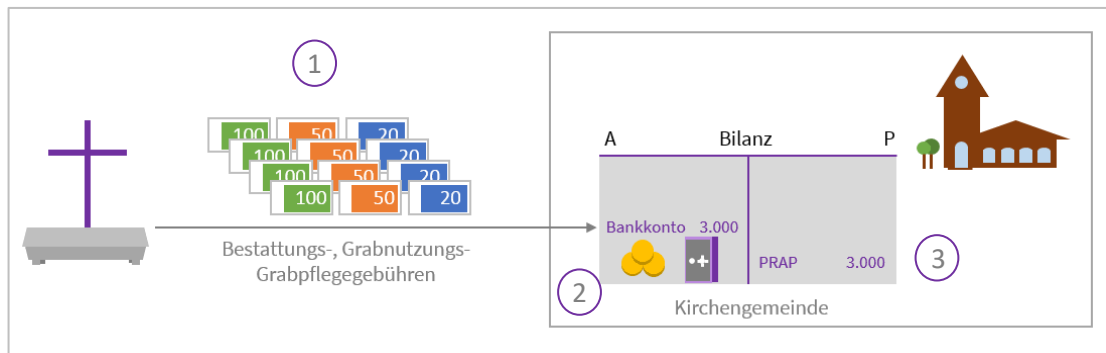 1
100 50 20
100 50 20
100 50 20
100 50 20
Bestattungs-, Grabnutzungs-
Grabpflegegebühren
A Bilanz P
Bankkonto 3.000
PRAP 3.000
2
3
Kirchengemeinde